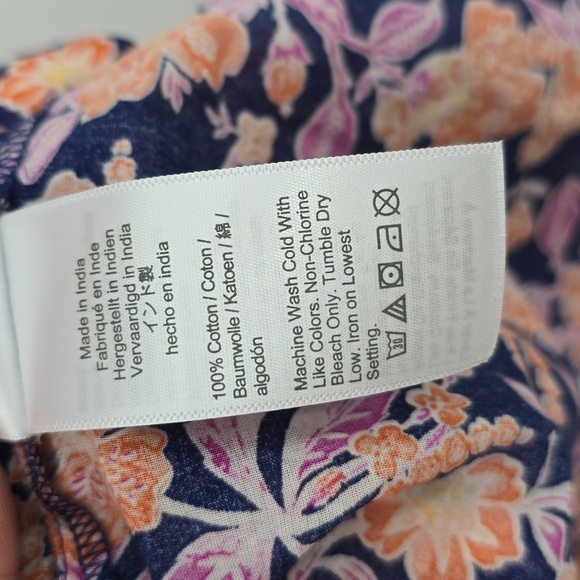 Made in India
Fabriqué en Inde
Hergestellt in Indien
Vervaardigd in India
インド製
hecho en india
100% Cotton / Coton /
Baumwolle / Katoen / 綿 /
algodón
Machine Wash Cold With
Like Colors. Non-Chlorine
Bleach Only. Tumble Dry
Low. Iron on Lowest
Setting.
30